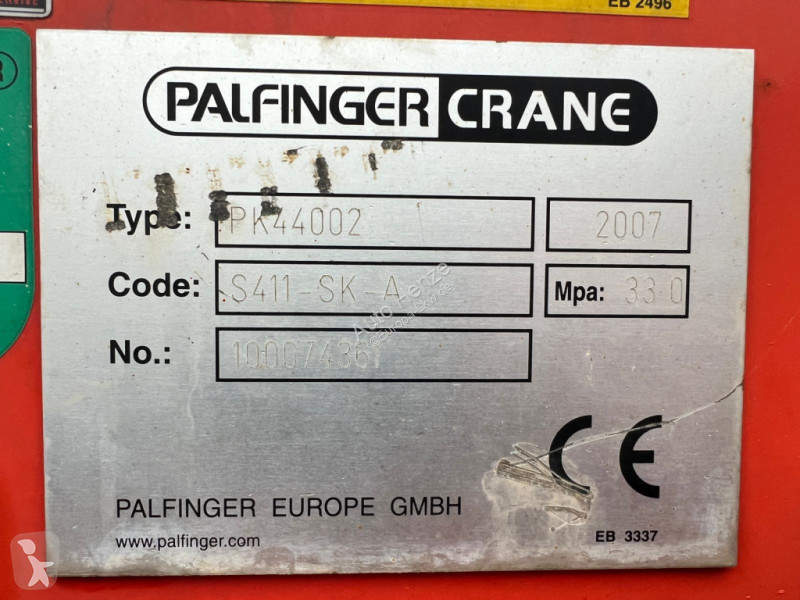 EB 2496
R
PALFINGER CRANE
Type: PK44002 2007
Code: S411-SK-A Mpa: 33.0
No.: 100074367
PALFINGER EUROPE GMBH
www.palfinger.com
EB 3337
CE